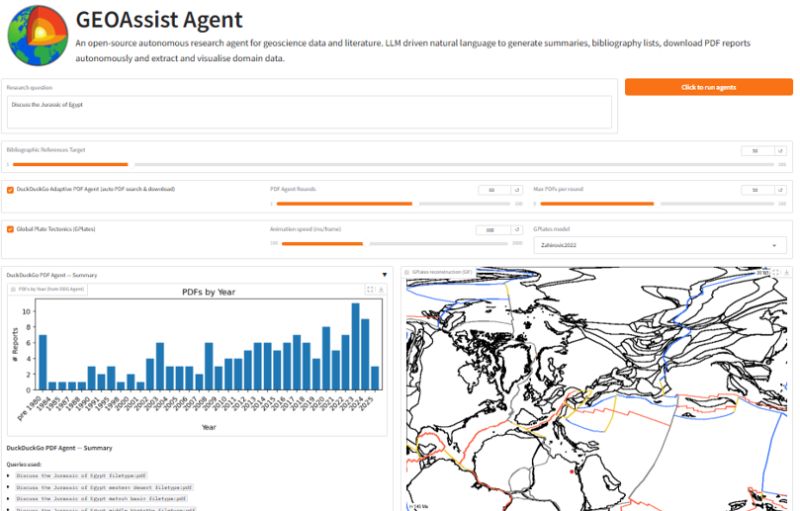 GEOAssist Agent
An open-source autonomous research agent for geoscience data and literature. LLM driven natural language to generate summaries, bibliography lists, download PDF reports
autonomously and extract and visualise domain data.
Research question
Discuss the Jurassic of Egypt
Click to run agents
Bibliographic References Target
DuckDuckGo Adaptive PDF Agent (auto PDF search & download)
PDF Agent Rounds
Max PDFs per round
Global Plate Tectonics (GPlates)
Animation speed (ms/frame)
GPlates model
Zahirovic2022
DuckDuckGo PDF Agent — Summary
GPlates reconstruction (GIF)
PDFs by Year (from DDG Agent)
PDFs by Year
# Reports
10
8
6
4
2
0
pre 1980 1984 1985 1987 1988 1990 1991 1995 1998 2000 2001 2002 2003 2004 2005 2006 2007 2008 2009 2010 2011 2012 2013 2014 2015 2016 2017 2018 2019 2020 2021 2022 2023 2024 2025
Year
DuckDuckGo PDF Agent — Summary
Queries used:
Discuss the Jurassic of Egypt filetype:pdf
Discuss the Jurassic of Egypt western desert filetype:pdf
Discuss the Jurassic of Egypt matruh basin filetype:pdf